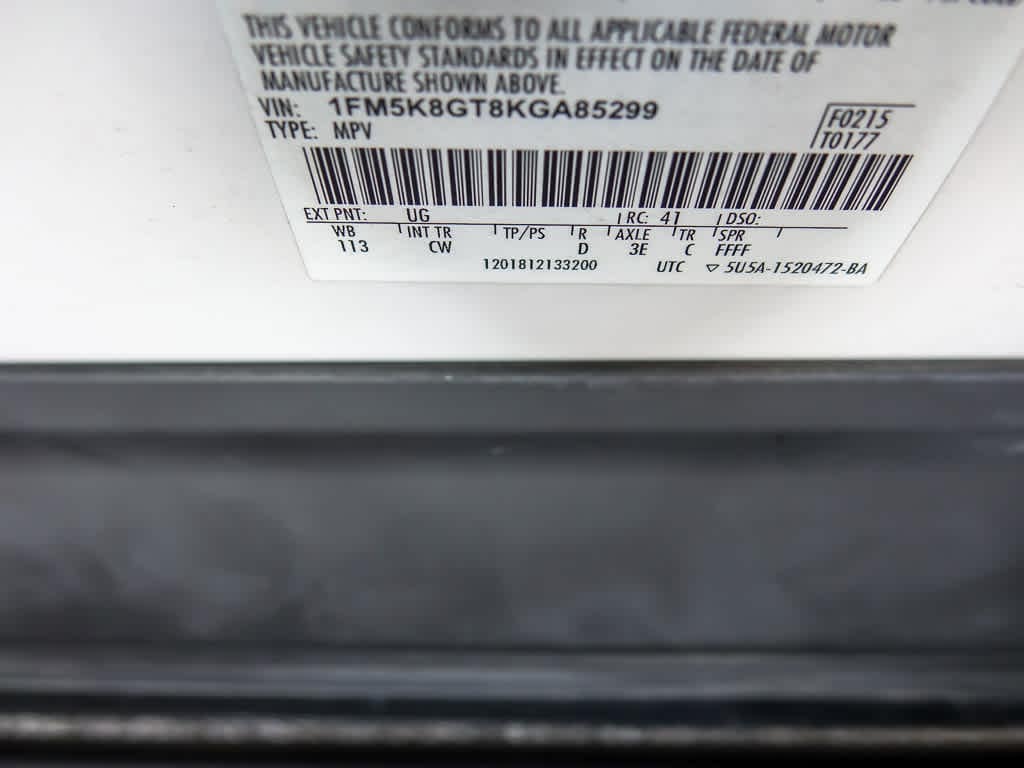 THIS VEHICLE CONFORMS TO ALL APPLICABLE FEDERAL MOTOR
VEHICLE SAFETY STANDARDS IN EFFECT ON THE DATE OF
MANUFACTURE SHOWN ABOVE.
VIN: 1FM5K8GT8KGA85299
TYPE: MPV
F0215
T0177
EXT PNT: UG RC: 41 DSO:
WB INT TR TP/PS R AXLE TR SPR
113 CW D 3E C FFFF
1201812133200 UTC ▽ 5U5A-1520472-BA